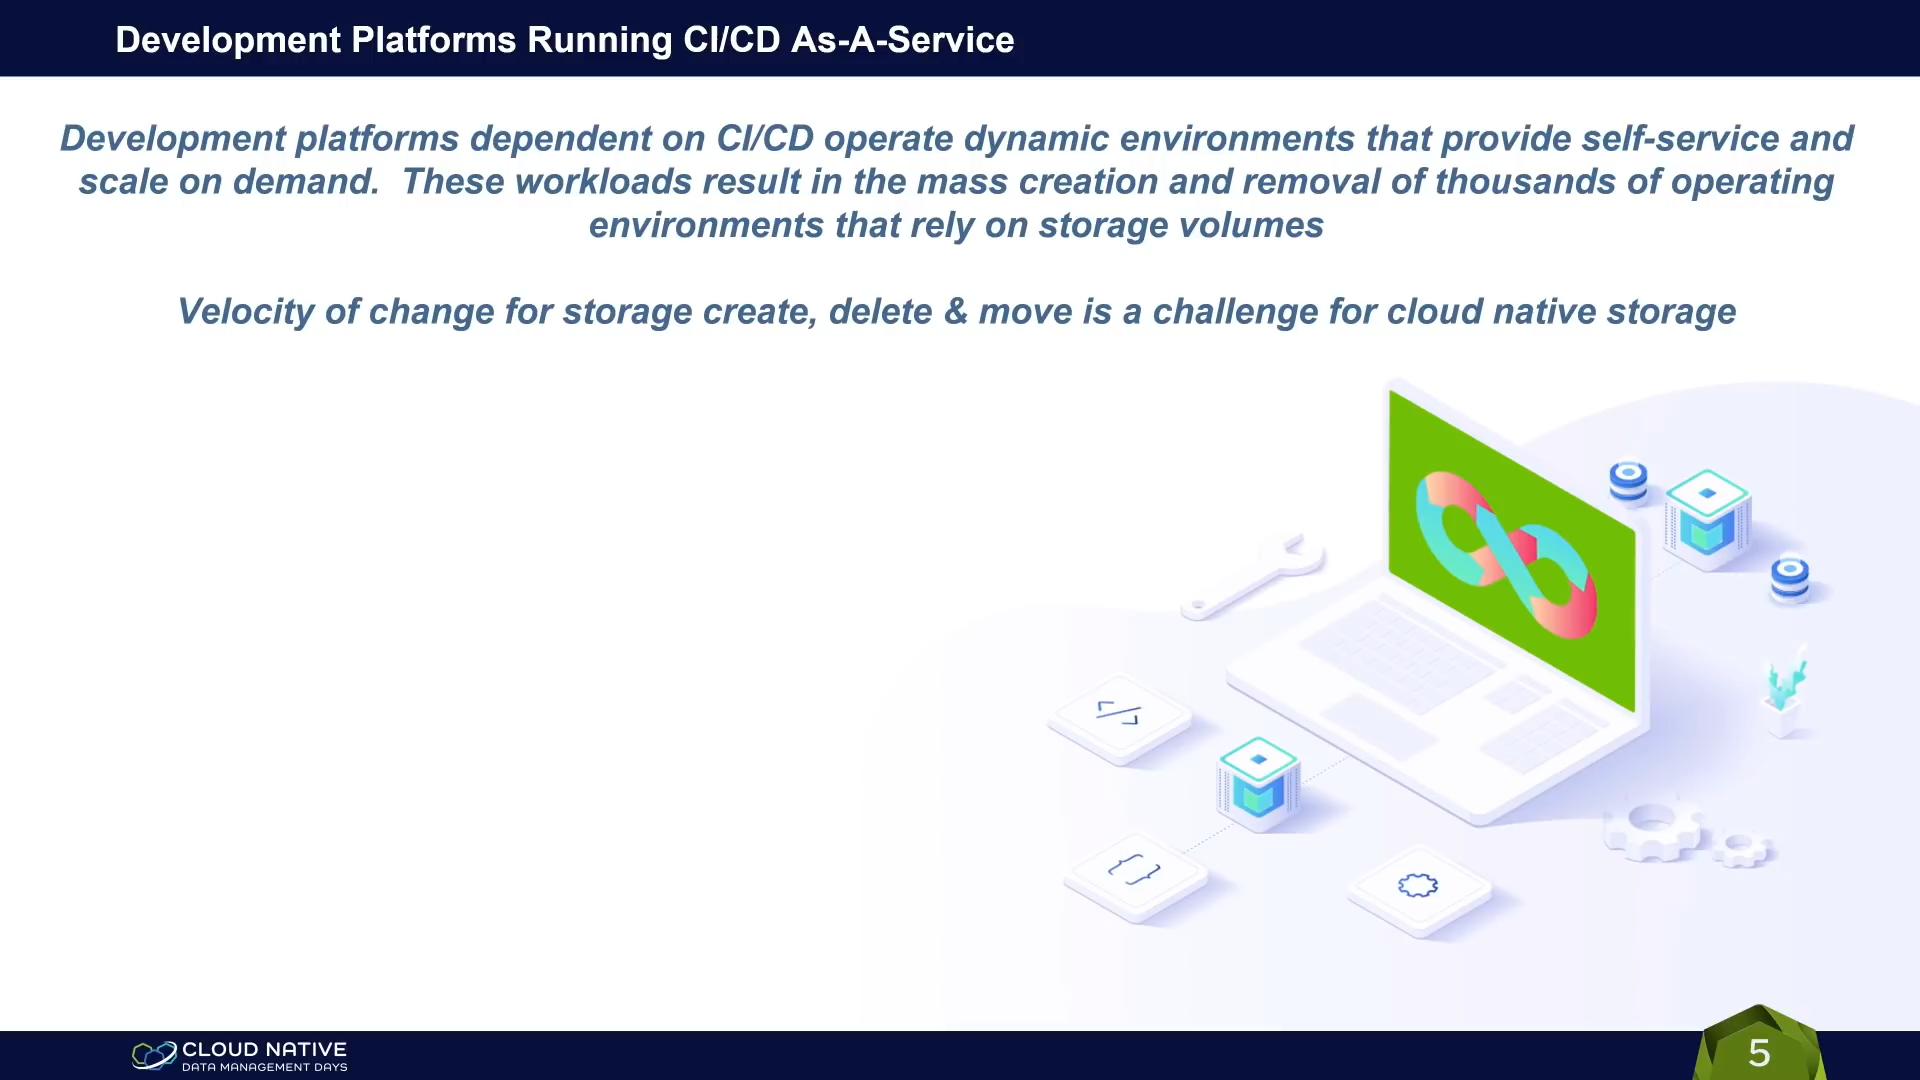 Development Platforms Running CI/CD As-A-Service
Development platforms dependent on CI/CD operate dynamic environments that provide self-service and
scale on demand.  These workloads result in the mass creation and removal of thousands of operating
environments that rely on storage volumes
Velocity of change for storage create, delete & move is a challenge for cloud native storage
</>
{ }
CLOUD NATIVE
DATA MANAGEMENT DAYS
5